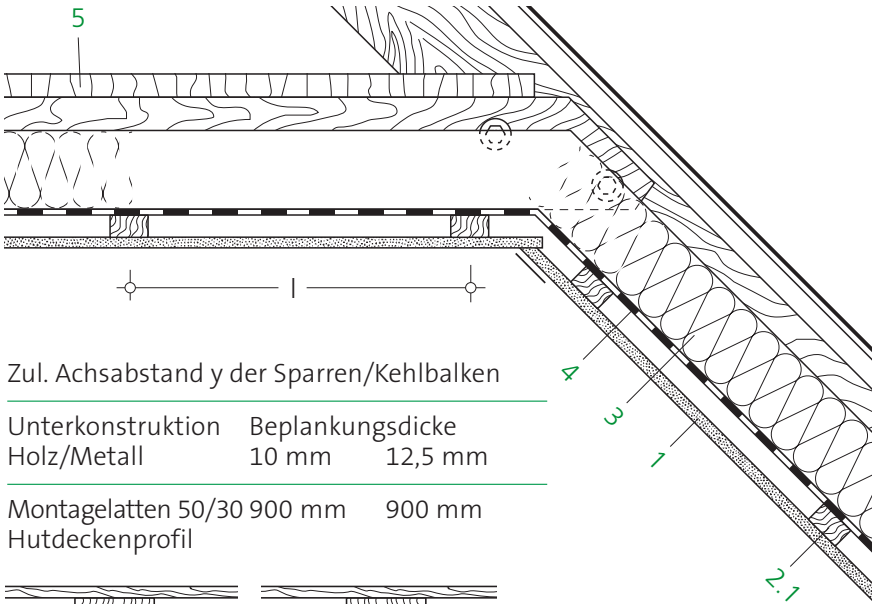 5
l
4
3
1
2.1
Zul. Achsabstand y der Sparren/Kehlbalken
Unterkonstruktion Beplankungsdicke
Holz/Metall 10 mm 12,5 mm
Montagelatten 50/30 900 mm 900 mm
Hutdeckenprofil